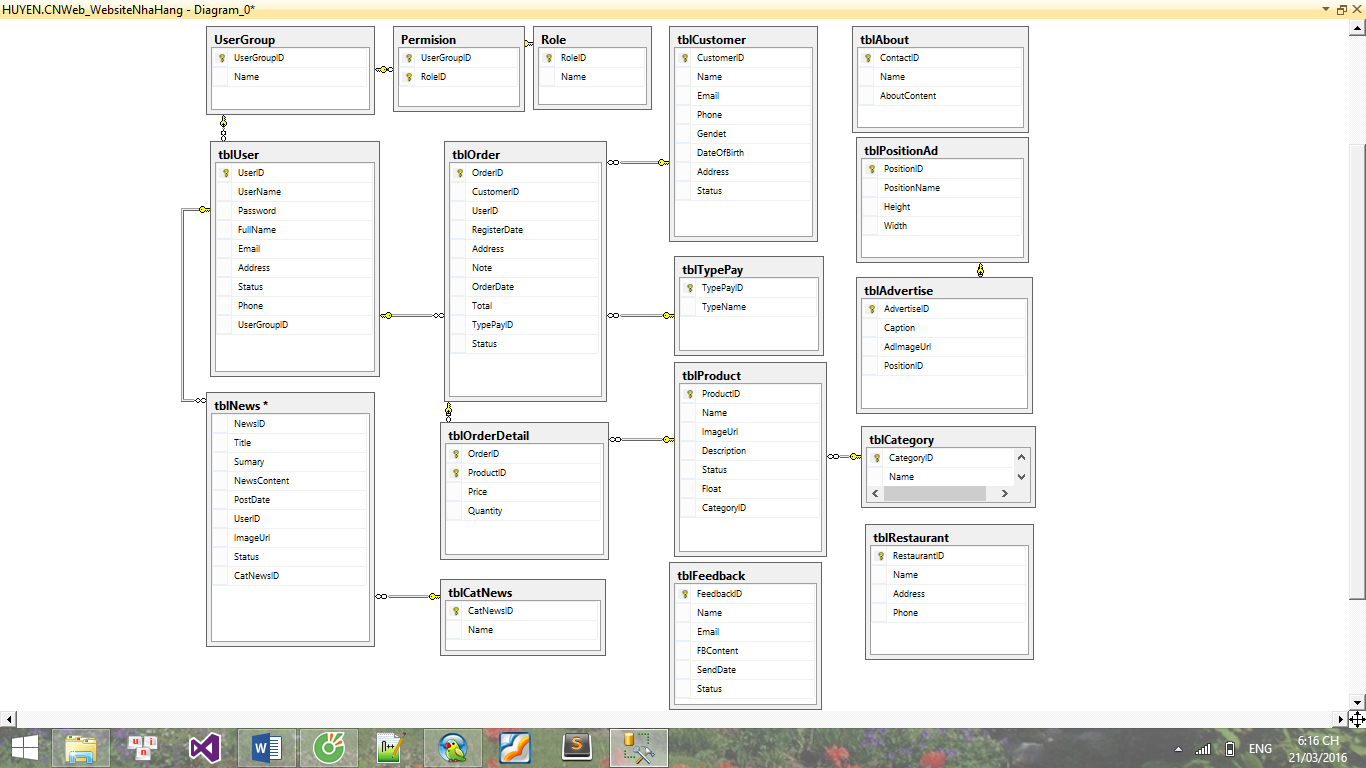 HUYEN.CNWeb_WebsiteNhaHang - Diagram_0*
UserGroup
UserGroupID
Name
Permision
UserGroupID
RoleID
Role
RoleID
Name
tblCustomer
CustomerID
Name
Email
Phone
Gendet
DateOfBirth
Address
Status
tblAbout
ContactID
Name
AboutContent
tblUser
UserID
UserName
Password
FullName
Email
Address
Status
Phone
UserGroupID
tblOrder
OrderID
CustomerID
UserID
RegisterDate
Address
Note
OrderDate
Total
TypePayID
Status
tblPositionAd
PositionID
PositionName
Height
Width
tblTypePay
TypePayID
TypeName
tblAdvertise
AdvertiseID
Caption
AdImageUrl
PositionID
tblProduct
ProductID
Name
ImageUrl
Description
Status
Float
CategoryID
tblNews *
NewsID
Title
Sumary
NewsContent
PostDate
UserID
ImageUrl
Status
CatNewsID
tblOrderDetail
OrderID
ProductID
Price
Quantity
tblCategory
CategoryID
Name
tblRestaurant
RestaurantID
Name
Address
Phone
tblCatNews
CatNewsID
Name
tblFeedback
FeedbackID
Name
Email
FBContent
SendDate
Status
ENG
6:16 CH
21/03/2016